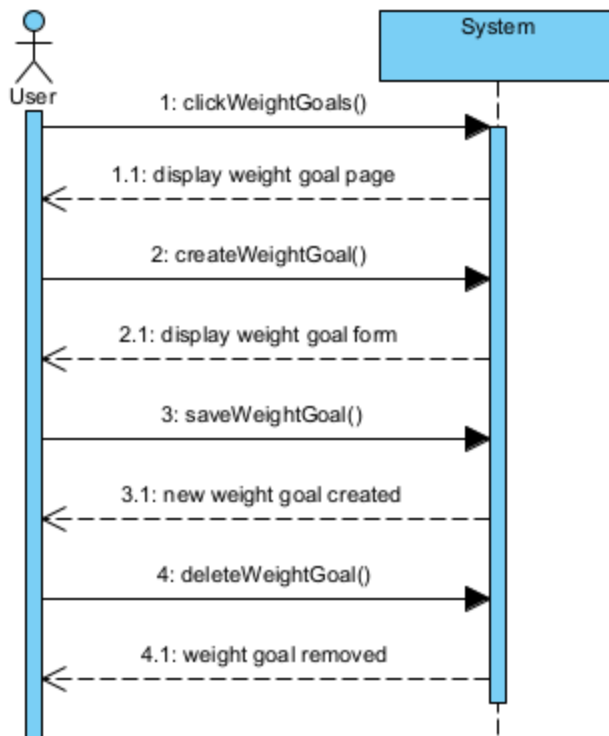 System
User
1: clickWeightGoals()
1.1: display weight goal page
2: createWeightGoal()
2.1: display weight goal form
3: saveWeightGoal()
3.1: new weight goal created
4: deleteWeightGoal()
4.1: weight goal removed